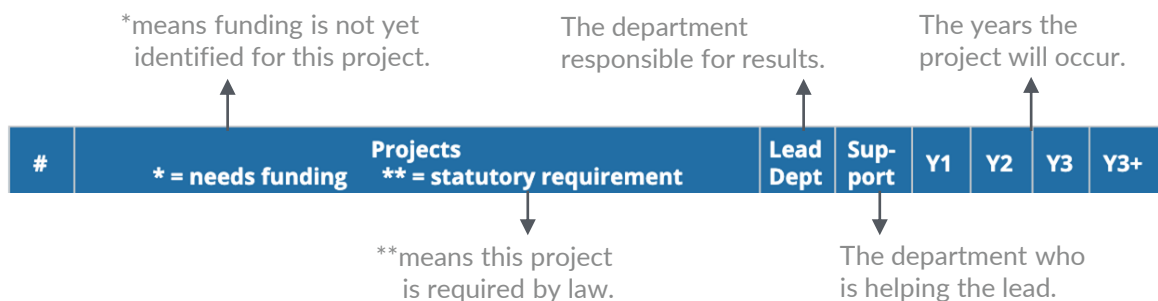 *means funding is not yet
identified for this project.
The department
responsible for results.
The years the
project will occur.
#
Projects
* = needs funding ** = statutory requirement
Lead
Dept
Sup-
port
Y1
Y2
Y3
Y3+
**means this project
is required by law.
The department who
is helping the lead.